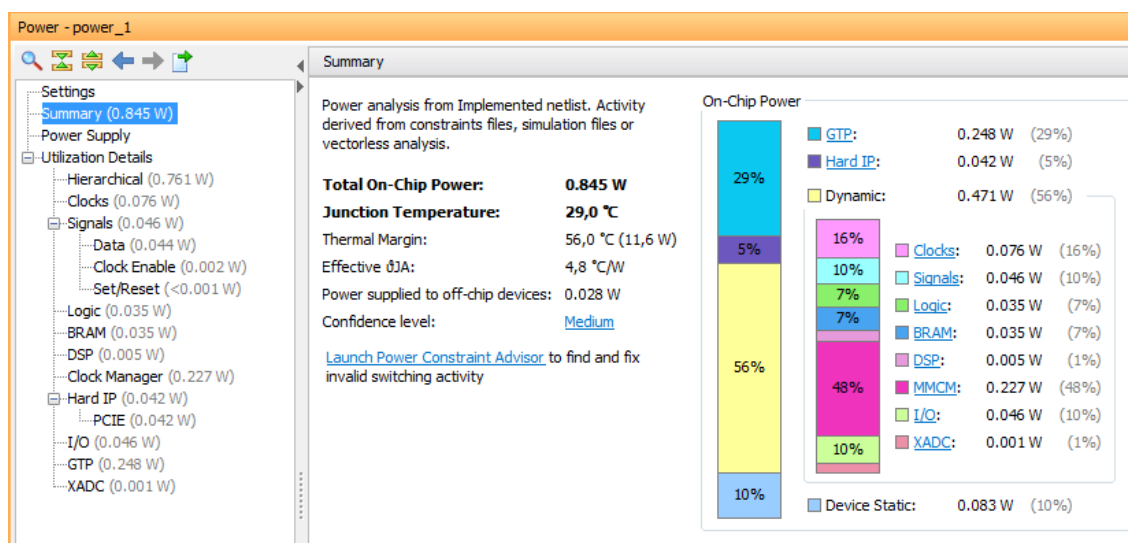 Power - power_1
Settings
Summary (0.845 W)
Power Supply
Utilization Details
Hierarchical (0.761 W)
Clocks (0.076 W)
Signals (0.046 W)
Data (0.044 W)
Clock Enable (0.002 W)
Set/Reset (<0.001 W)
Logic (0.035 W)
BRAM (0.035 W)
DSP (0.005 W)
Clock Manager (0.227 W)
Hard IP (0.042 W)
PCIE (0.042 W)
I/O (0.046 W)
GTP (0.248 W)
XADC (0.001 W)
Summary
Power analysis from Implemented netlist. Activity
derived from constraints files, simulation files or
vectorless analysis.
Total On-Chip Power: 0.845 W
Junction Temperature: 29,0 °C
Thermal Margin: 56,0 °C (11,6 W)
Effective ϑJA: 4,8 °C/W
Power supplied to off-chip devices: 0.028 W
Confidence level: Medium
Launch Power Constraint Advisor to find and fix
invalid switching activity
On-Chip Power
29%
5%
56%
10%
GTP: 0.248 W (29%)
Hard IP: 0.042 W (5%)
Dynamic: 0.471 W (56%)
16%
10%
7%
7%
48%
10%
Clocks: 0.076 W (16%)
Signals: 0.046 W (10%)
Logic: 0.035 W (7%)
BRAM: 0.035 W (7%)
DSP: 0.005 W (1%)
MMCM: 0.227 W (48%)
I/O: 0.046 W (10%)
XADC: 0.001 W (1%)
Device Static: 0.083 W (10%)